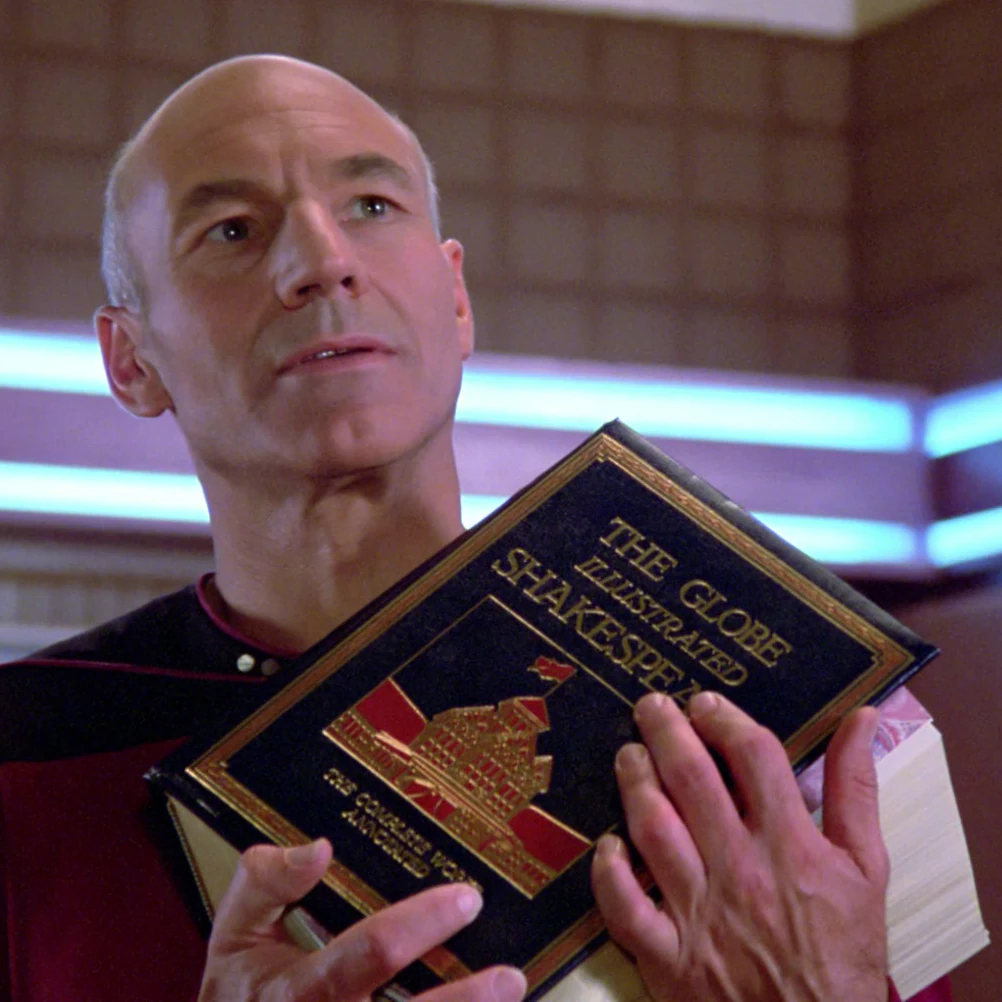 THE GLOBE
ILLUSTRATED
SHAKESPEA
THE COMPLETE WORKS
ANNOTATED